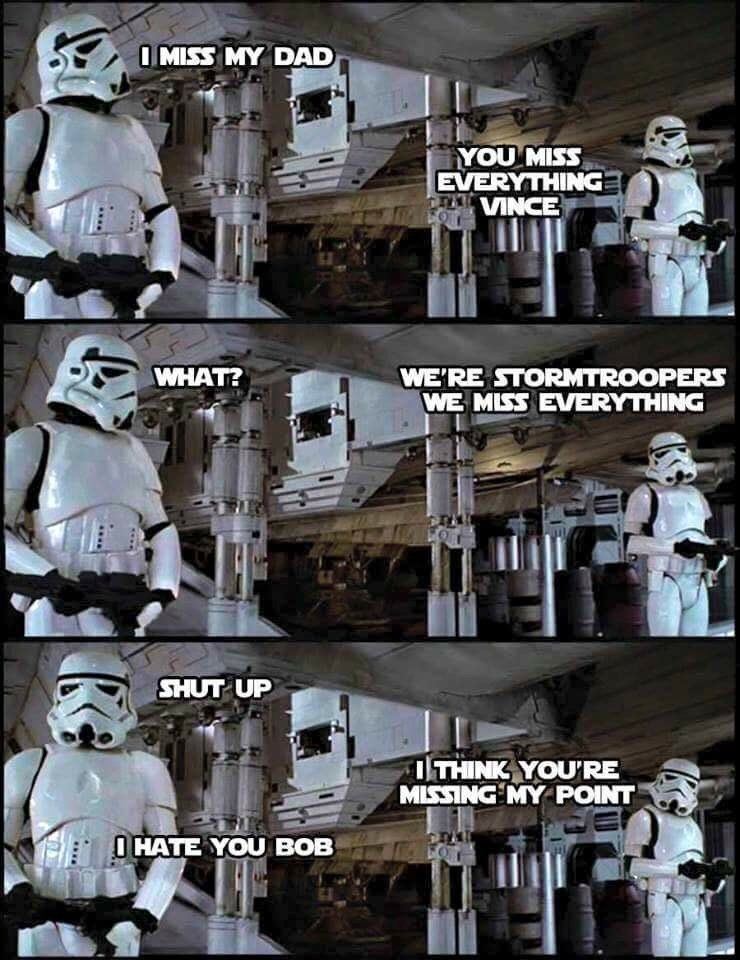 I MISS MY DAD
YOU MISS
EVERYTHING
VINCE
WHAT?
WE'RE STORMTROOPERS
WE MISS EVERYTHING
SHUT UP
I THINK YOU'RE
MISSING MY POINT
I HATE YOU BOB